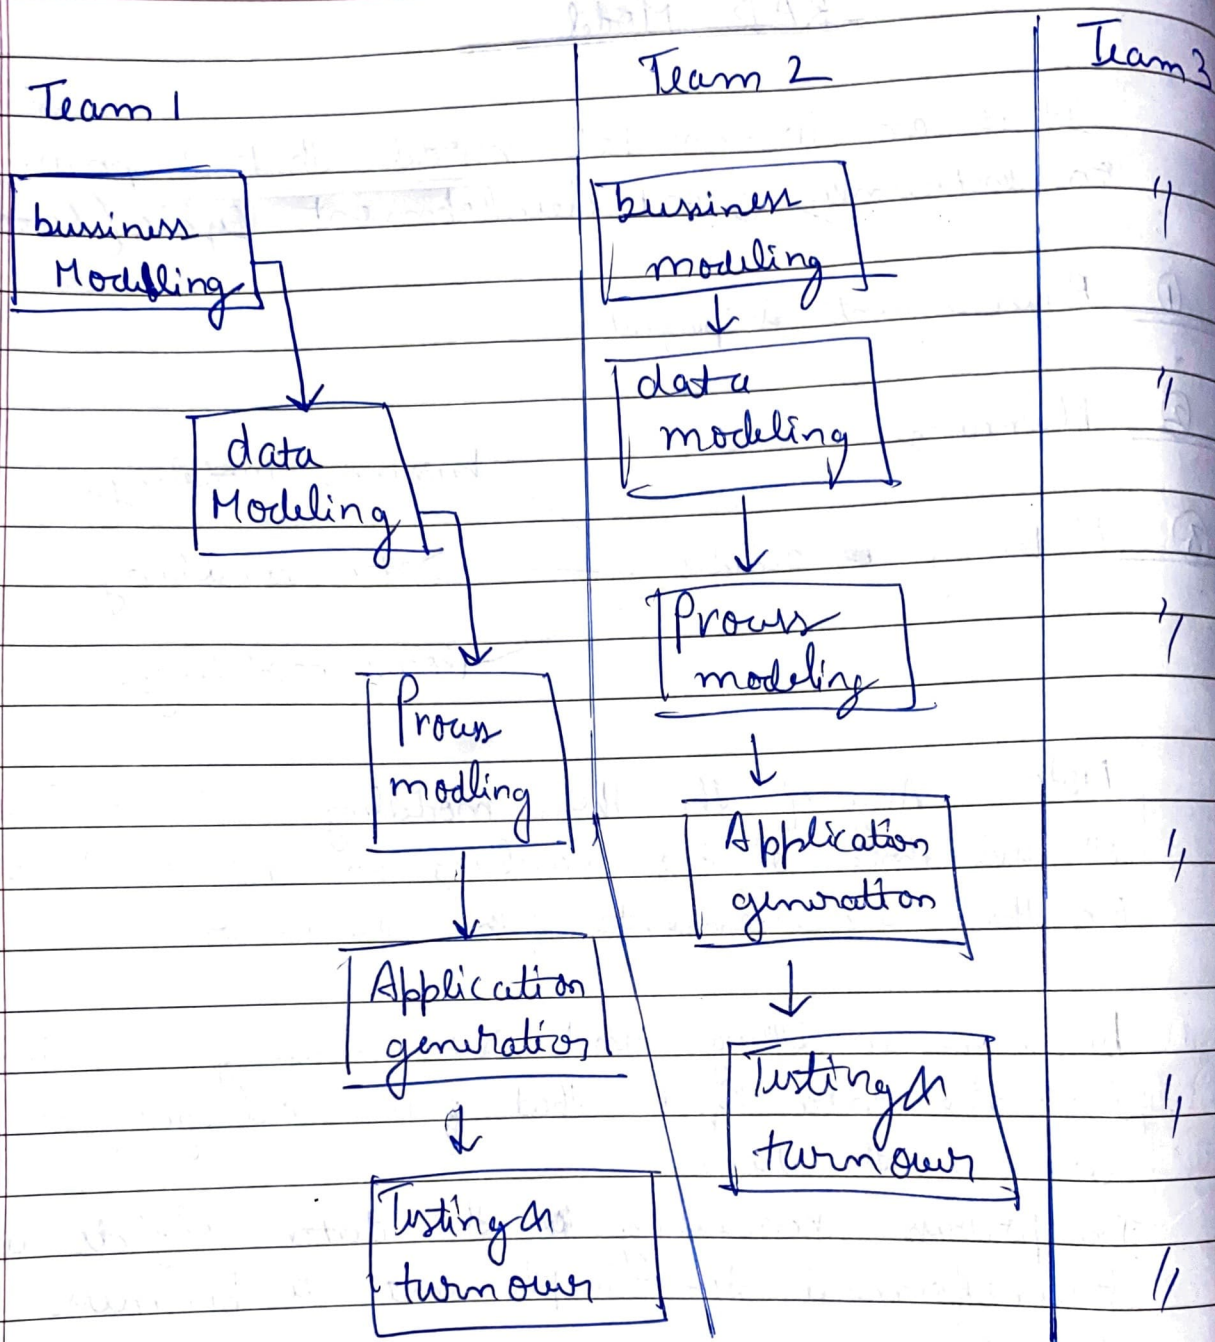 Team 1
bussiness
Modelling
data
Modeling
Process
modling
Application
generation
Testing &
turnover
Team 2
bussiness
modeling
data
modeling
Process
modeling
Application
generation
Testing &
turnover
Team 3
"
"
"
"
"
"